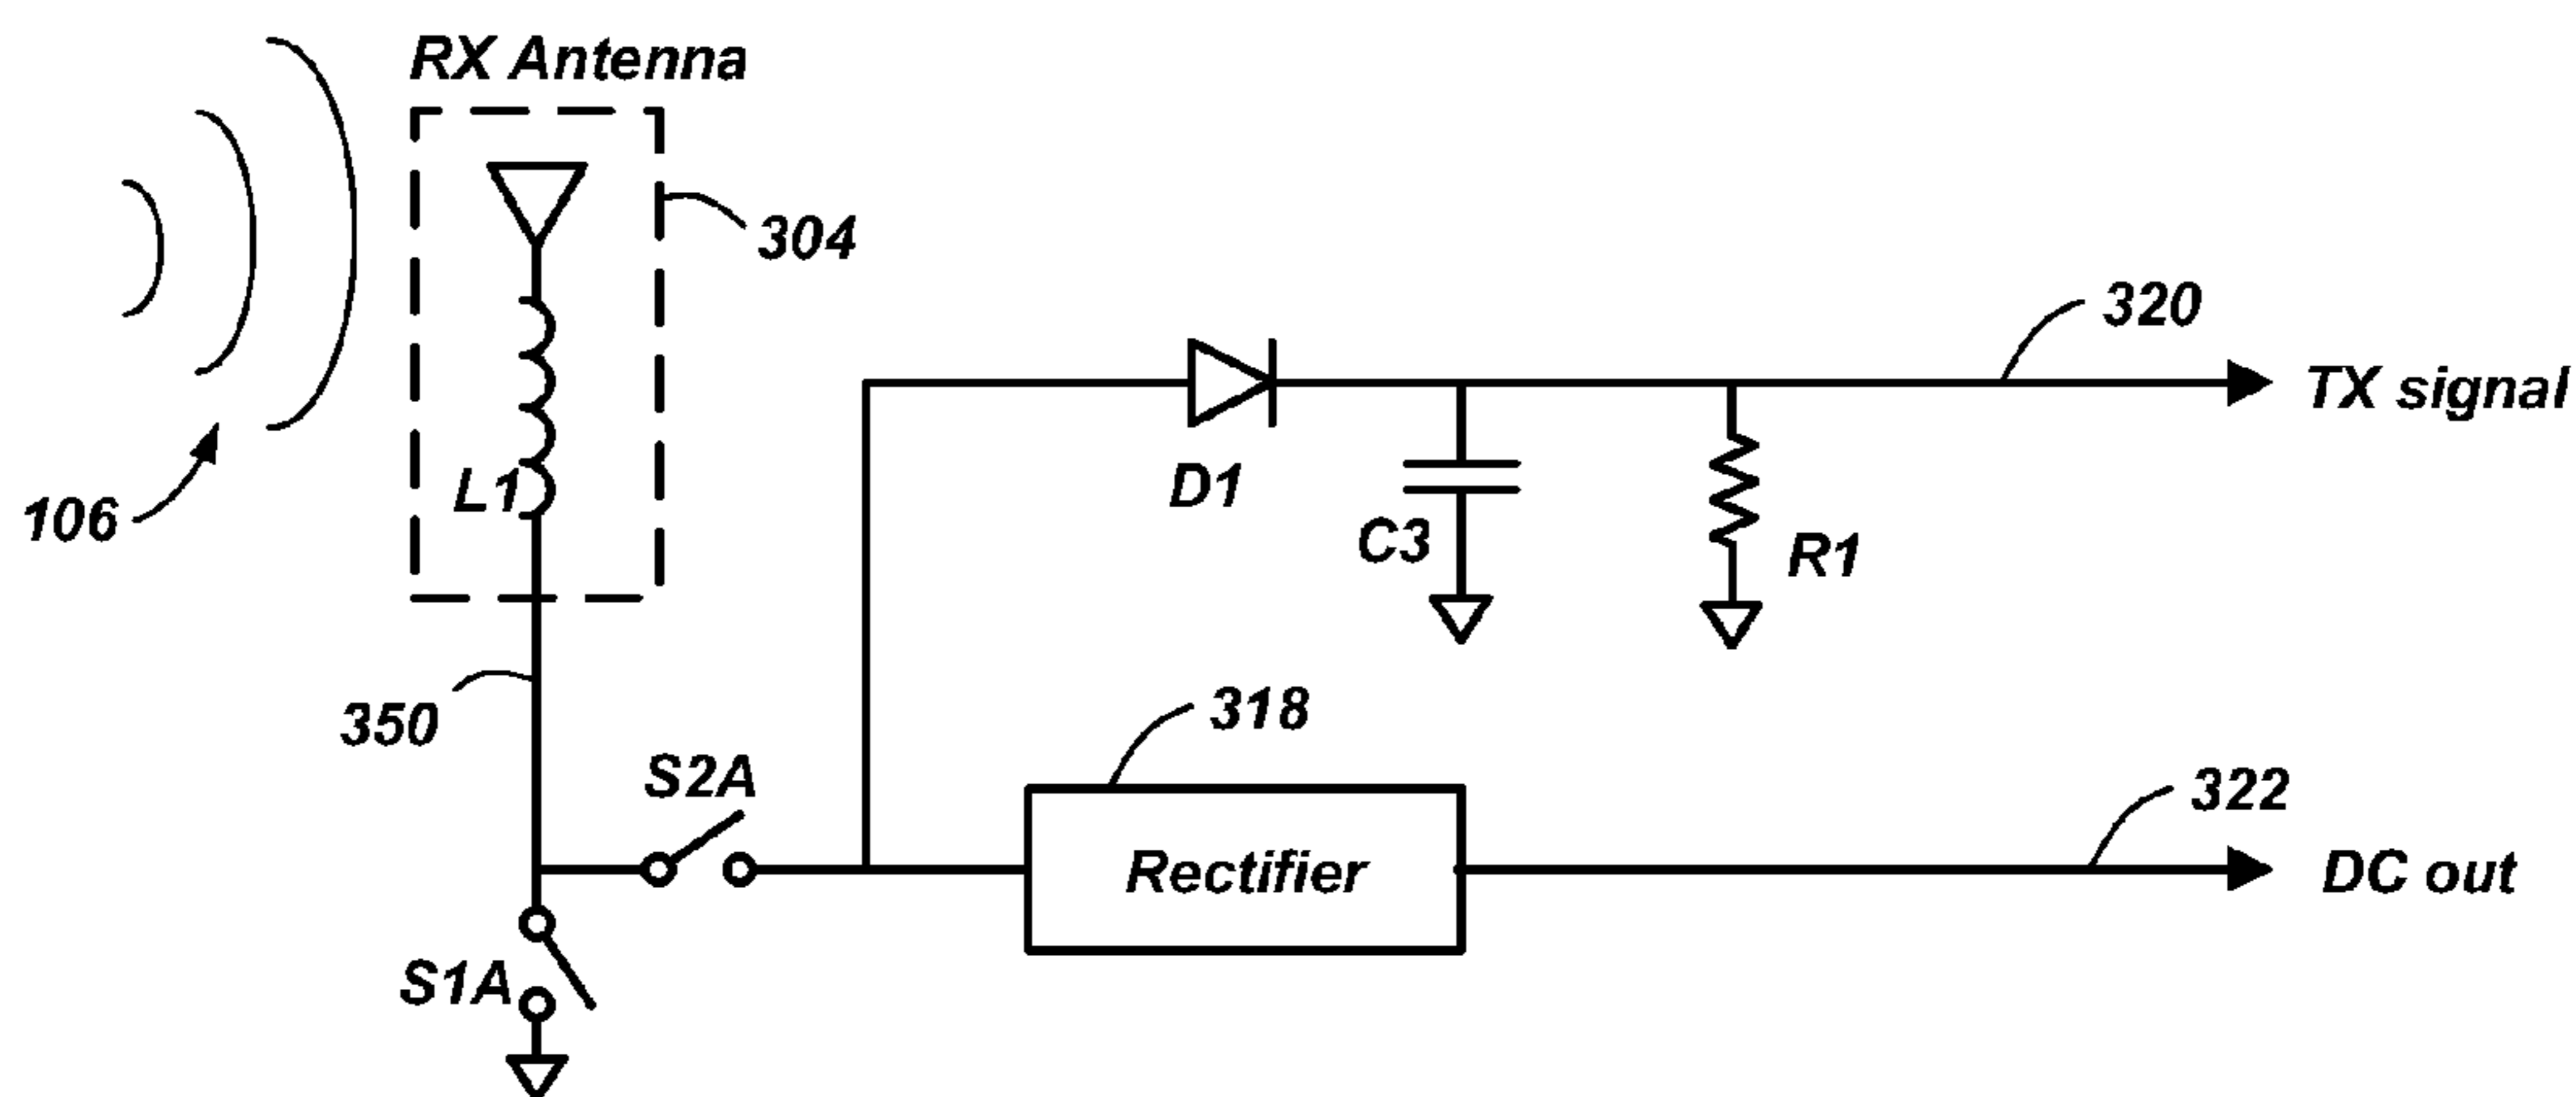 RX Antenna
304
320
TX signal
L1
D1
106
C3
R1
350
318
S2A
322
Rectifier
DC out
S1A